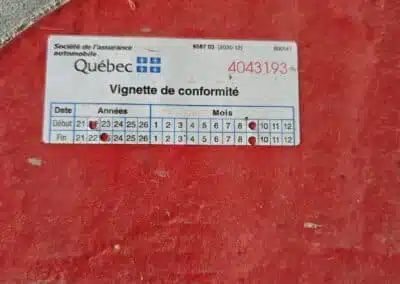 Société de l'assurance 4587 03 (2020-12)
automobile
Québec 4043193
Vignette de conformité
Date Années Mois
Début 21 23 24 25 26 1 2 3 4 5 6 7 8 10 11 12
Fin 21 22 24 25 26 1 2 3 4 5 6 7 8 10 11 12